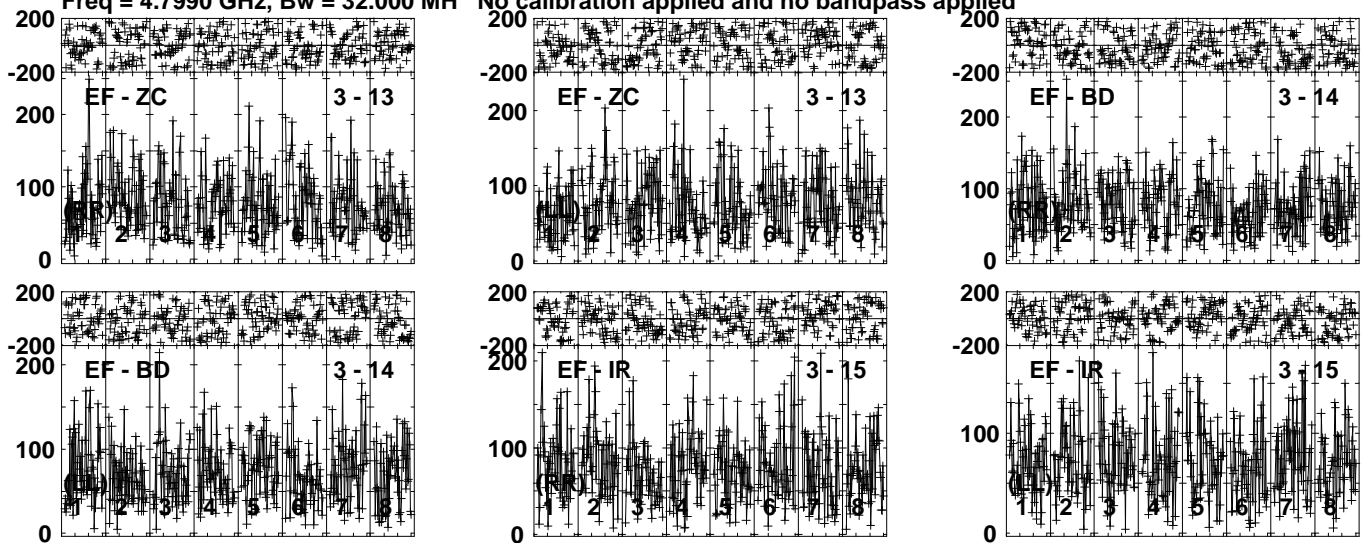 Freq = 4.7990 GHz, Bw = 32.000 MH No calibration applied and no bandpass applied
200
-200
EF - ZC 3 - 13
200
100
(RR)
1 2 3 4 5 6 7 8
0
200
-200
EF - ZC 3 - 13
200
100
(LL)
1 2 3 4 5 6 7 8
0
200
-200
EF - BD 3 - 14
200
100
(RR)
1 2 3 4 5 6 7 8
0
200
-200
EF - BD 3 - 14
200
100
(LL)
1 2 3 4 5 6 7 8
0
200
-200
EF - IR 3 - 15
200
100
(RR)
1 2 3 4 5 6 7 8
0
200
-200
EF - IR 3 - 15
200
100
(LL)
1 2 3 4 5 6 7 8
0